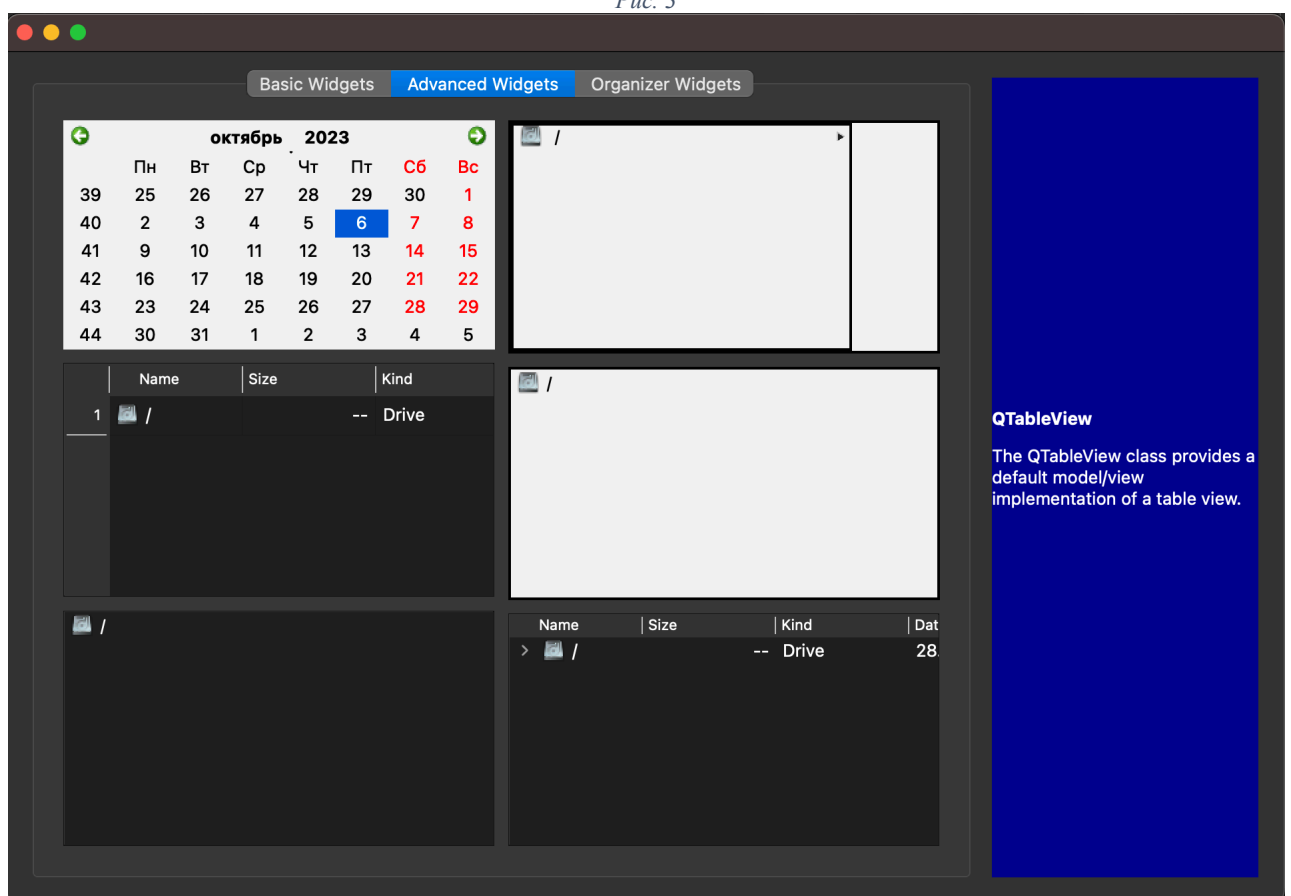 Рис. 3
Basic Widgets Advanced Widgets Organizer Widgets
октябрь 2023
Пн Вт Ср Чт Пт Сб Вс
39 25 26 27 28 29 30 1
40 2 3 4 5 6 7 8
41 9 10 11 12 13 14 15
42 16 17 18 19 20 21 22
43 23 24 25 26 27 28 29
44 30 31 1 2 3 4 5
/
Name Size Kind
1 / -- Drive
/
/
Name Size Kind Dat
/ -- Drive 28.
QTableView
The QTableView class provides a
default model/view
implementation of a table view.